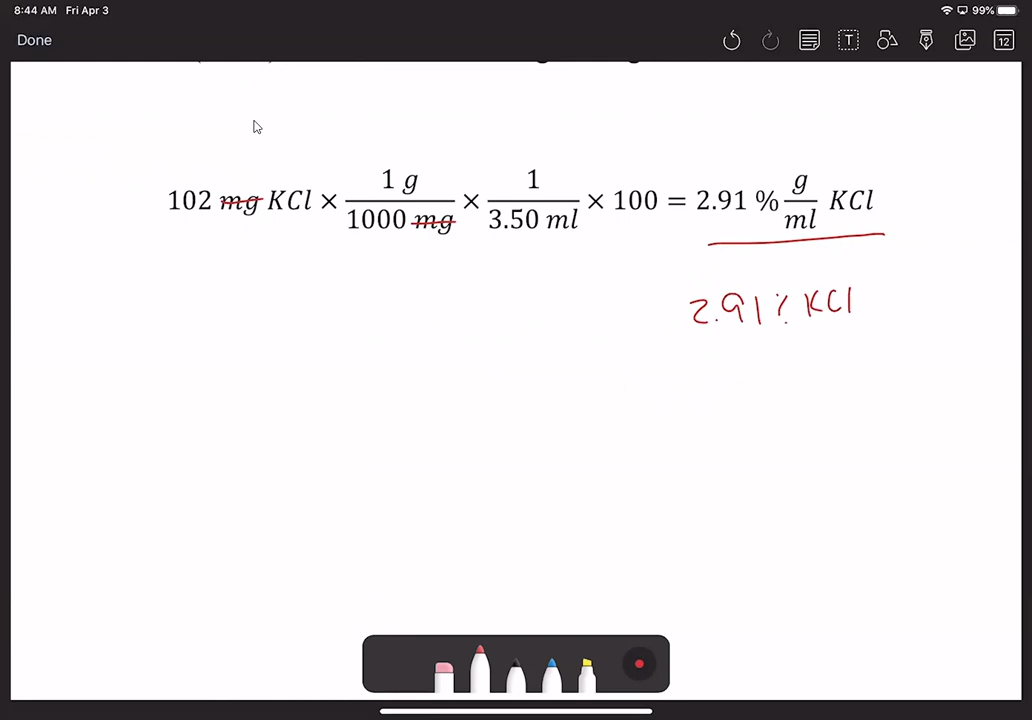 8:44 AM Fri Apr 3 99%
Done
T 12
102 mg KCl × 1 g / 1000 mg × 1 / 3.50 ml × 100 = 2.91 % g / ml KCl
2.91 % KCl